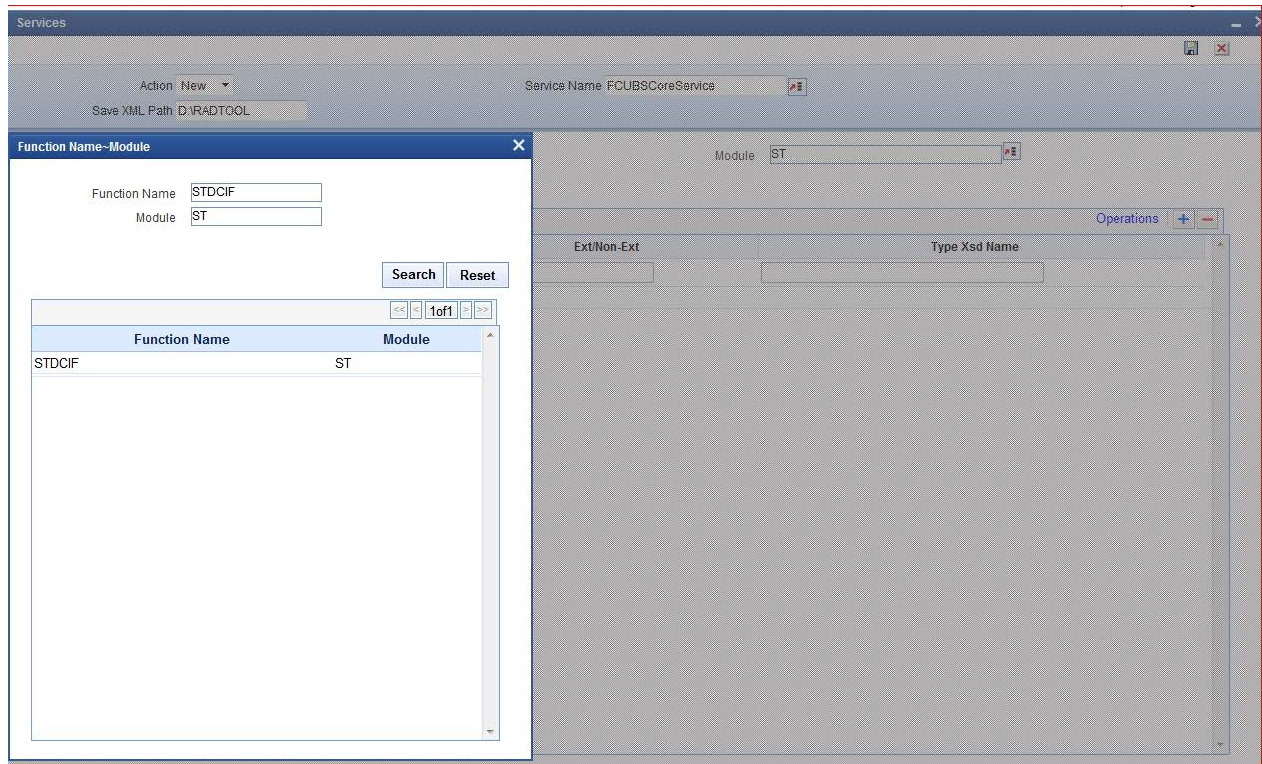 Services
Action New
Service Name FCUBSCoreService
Save XML Path D:\RADTOOL
Function Name~Module
Module ST
Function Name STDCIF
Module ST
Operations
Ext/Non-Ext Type Xsd Name
Search Reset
<< < 1of1 > >>
Function Name Module
STDCIF ST